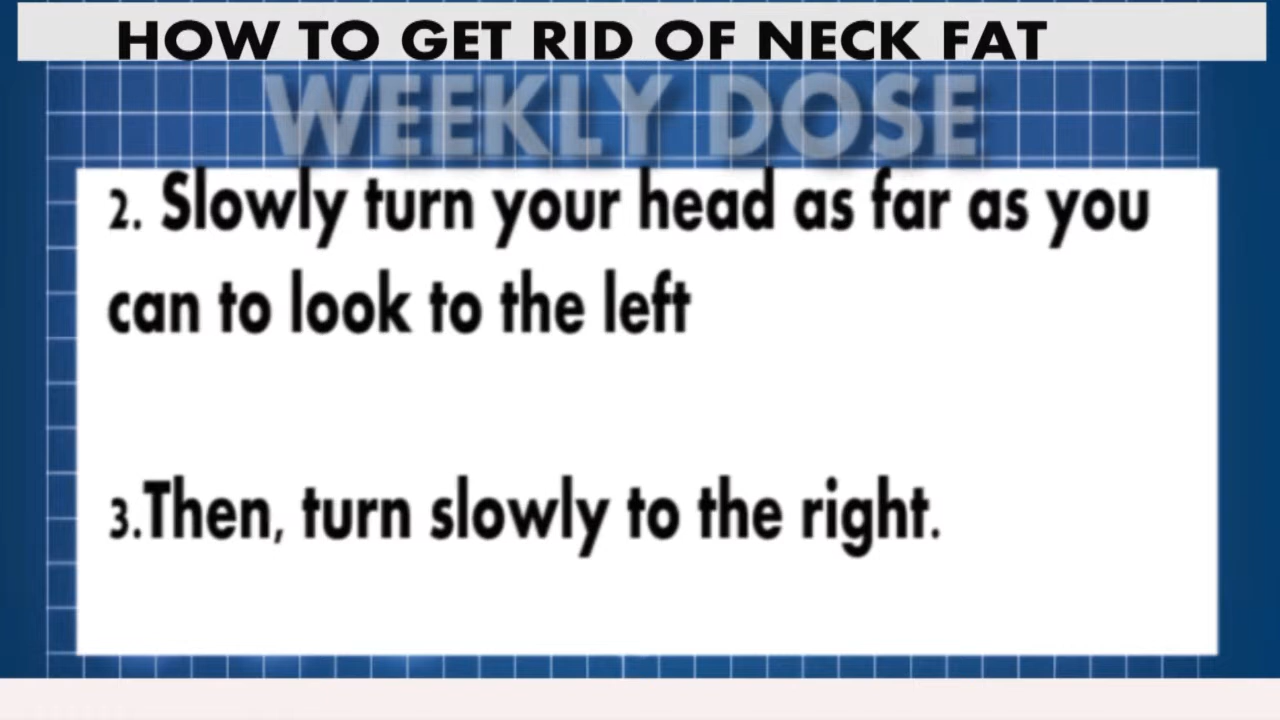 HOW TO GET RID OF NECK FAT
WEEKLY DOSE
2. Slowly turn your head as far as you
can to look to the left
3.Then, turn slowly to the right.